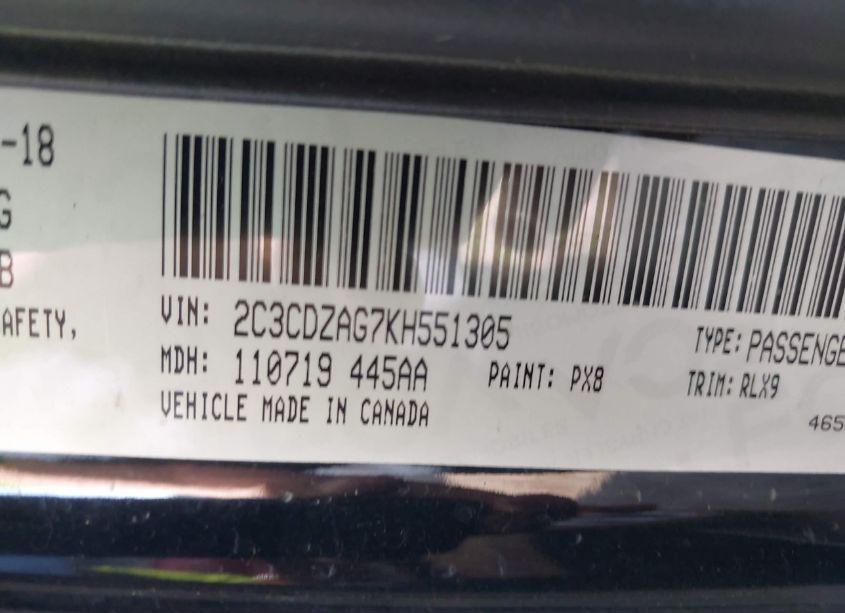 -18
G
B
AFETY,
VIN: 2C3CDZAG7KH551305
MDH: 110719 445AA
VEHICLE MADE IN CANADA
PAINT: PX8
TYPE: PASSENGE
TRIM: RLX9
465